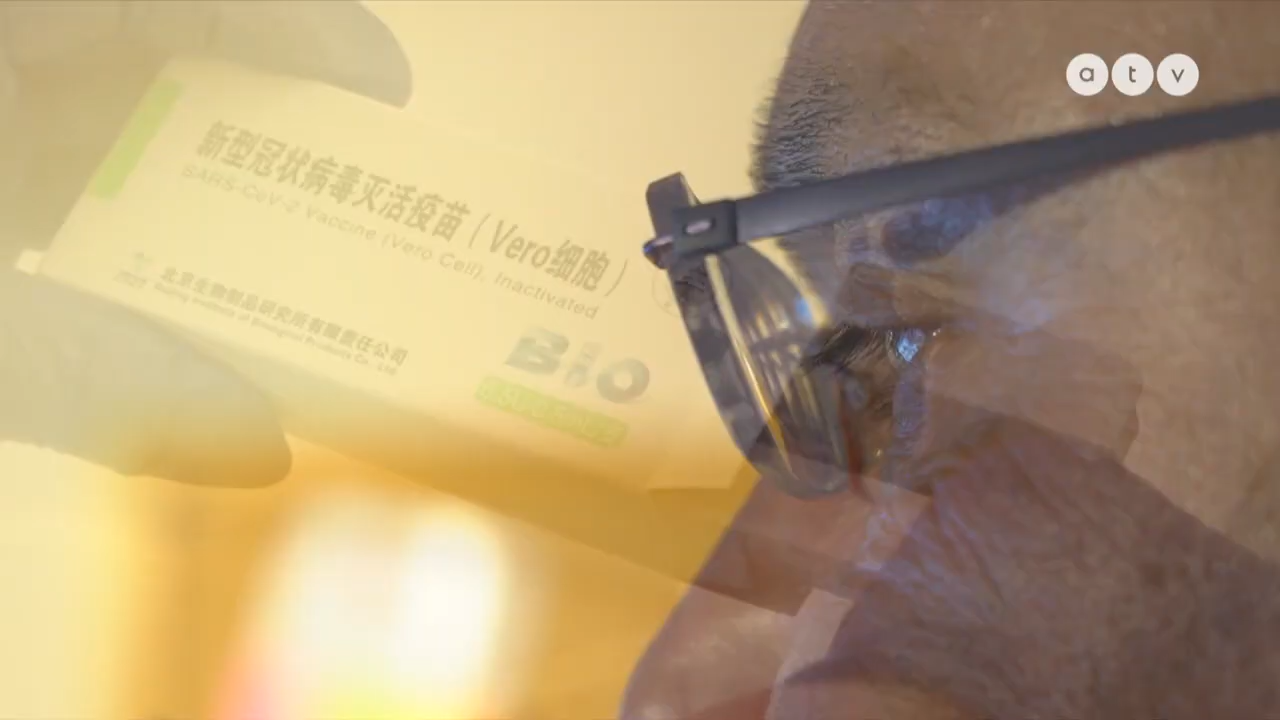 atv
新型冠状病毒灭活疫苗（Vero细胞）
SARS-CoV-2 Vaccine (Vero Cell), Inactivated
北京生物制品研究所有限责任公司
Beijing Institute of Biological Products Co., Ltd.
Bio